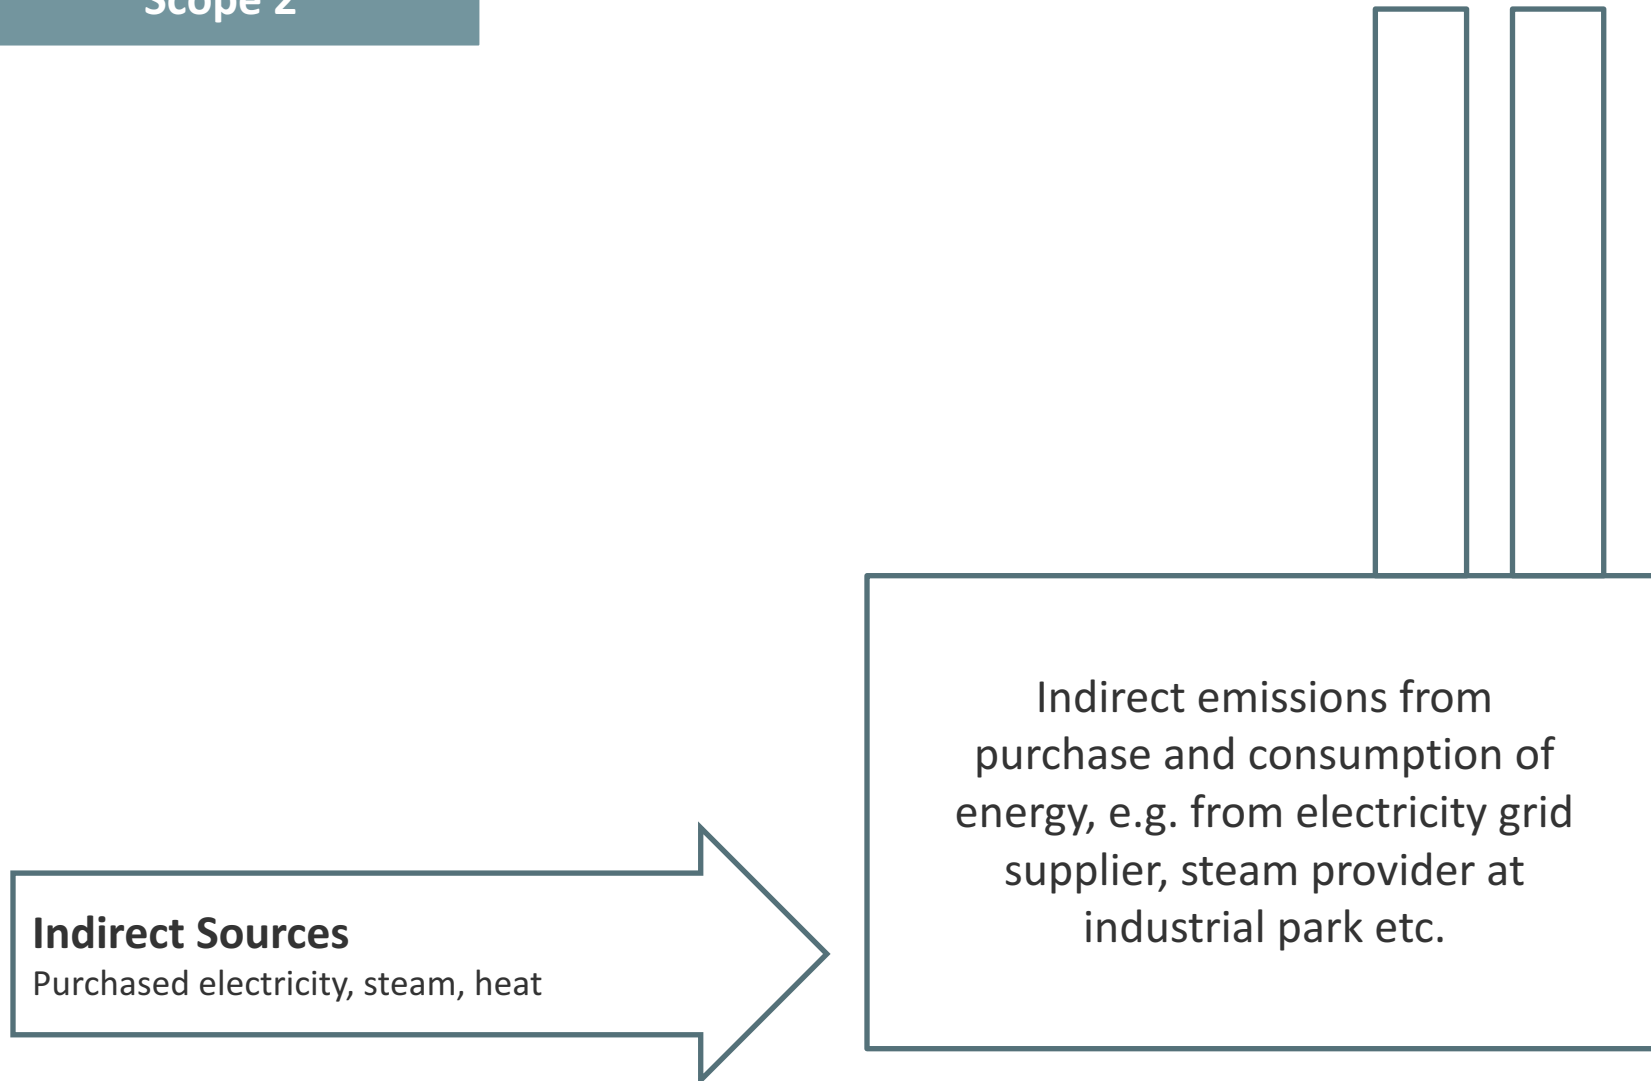 Scope 2
Indirect emissions from
purchase and consumption of
energy, e.g. from electricity grid
supplier, steam provider at
industrial park etc.
Indirect Sources
Purchased electricity, steam, heat